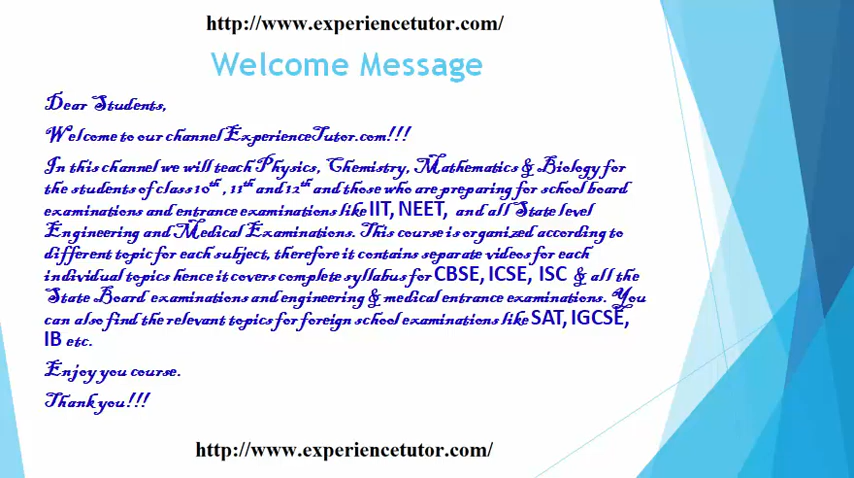 http://www.experiencetutor.com/
Welcome Message
Dear Students,
Welcome to our channel ExperienceTutor.com!!!
In this channel we will teach Physics, Chemistry, Mathematics & Biology for
the students of class 10th, 11th and 12th and those who are preparing for school board
examinations and entrance examinations like IIT, NEET, and all State level
Engineering and Medical Examinations. This course is organized according to
different topic for each subject, therefore it contains separate videos for each
individual topics hence it covers complete syllabus for CBSE, ICSE, ISC & all the
State Board examinations and engineering & medical entrance examinations. You
can also find the relevant topics for foreign school examinations like SAT, IGCSE,
IB etc.
Enjoy you course.
Thank you!!!
http://www.experiencetutor.com/